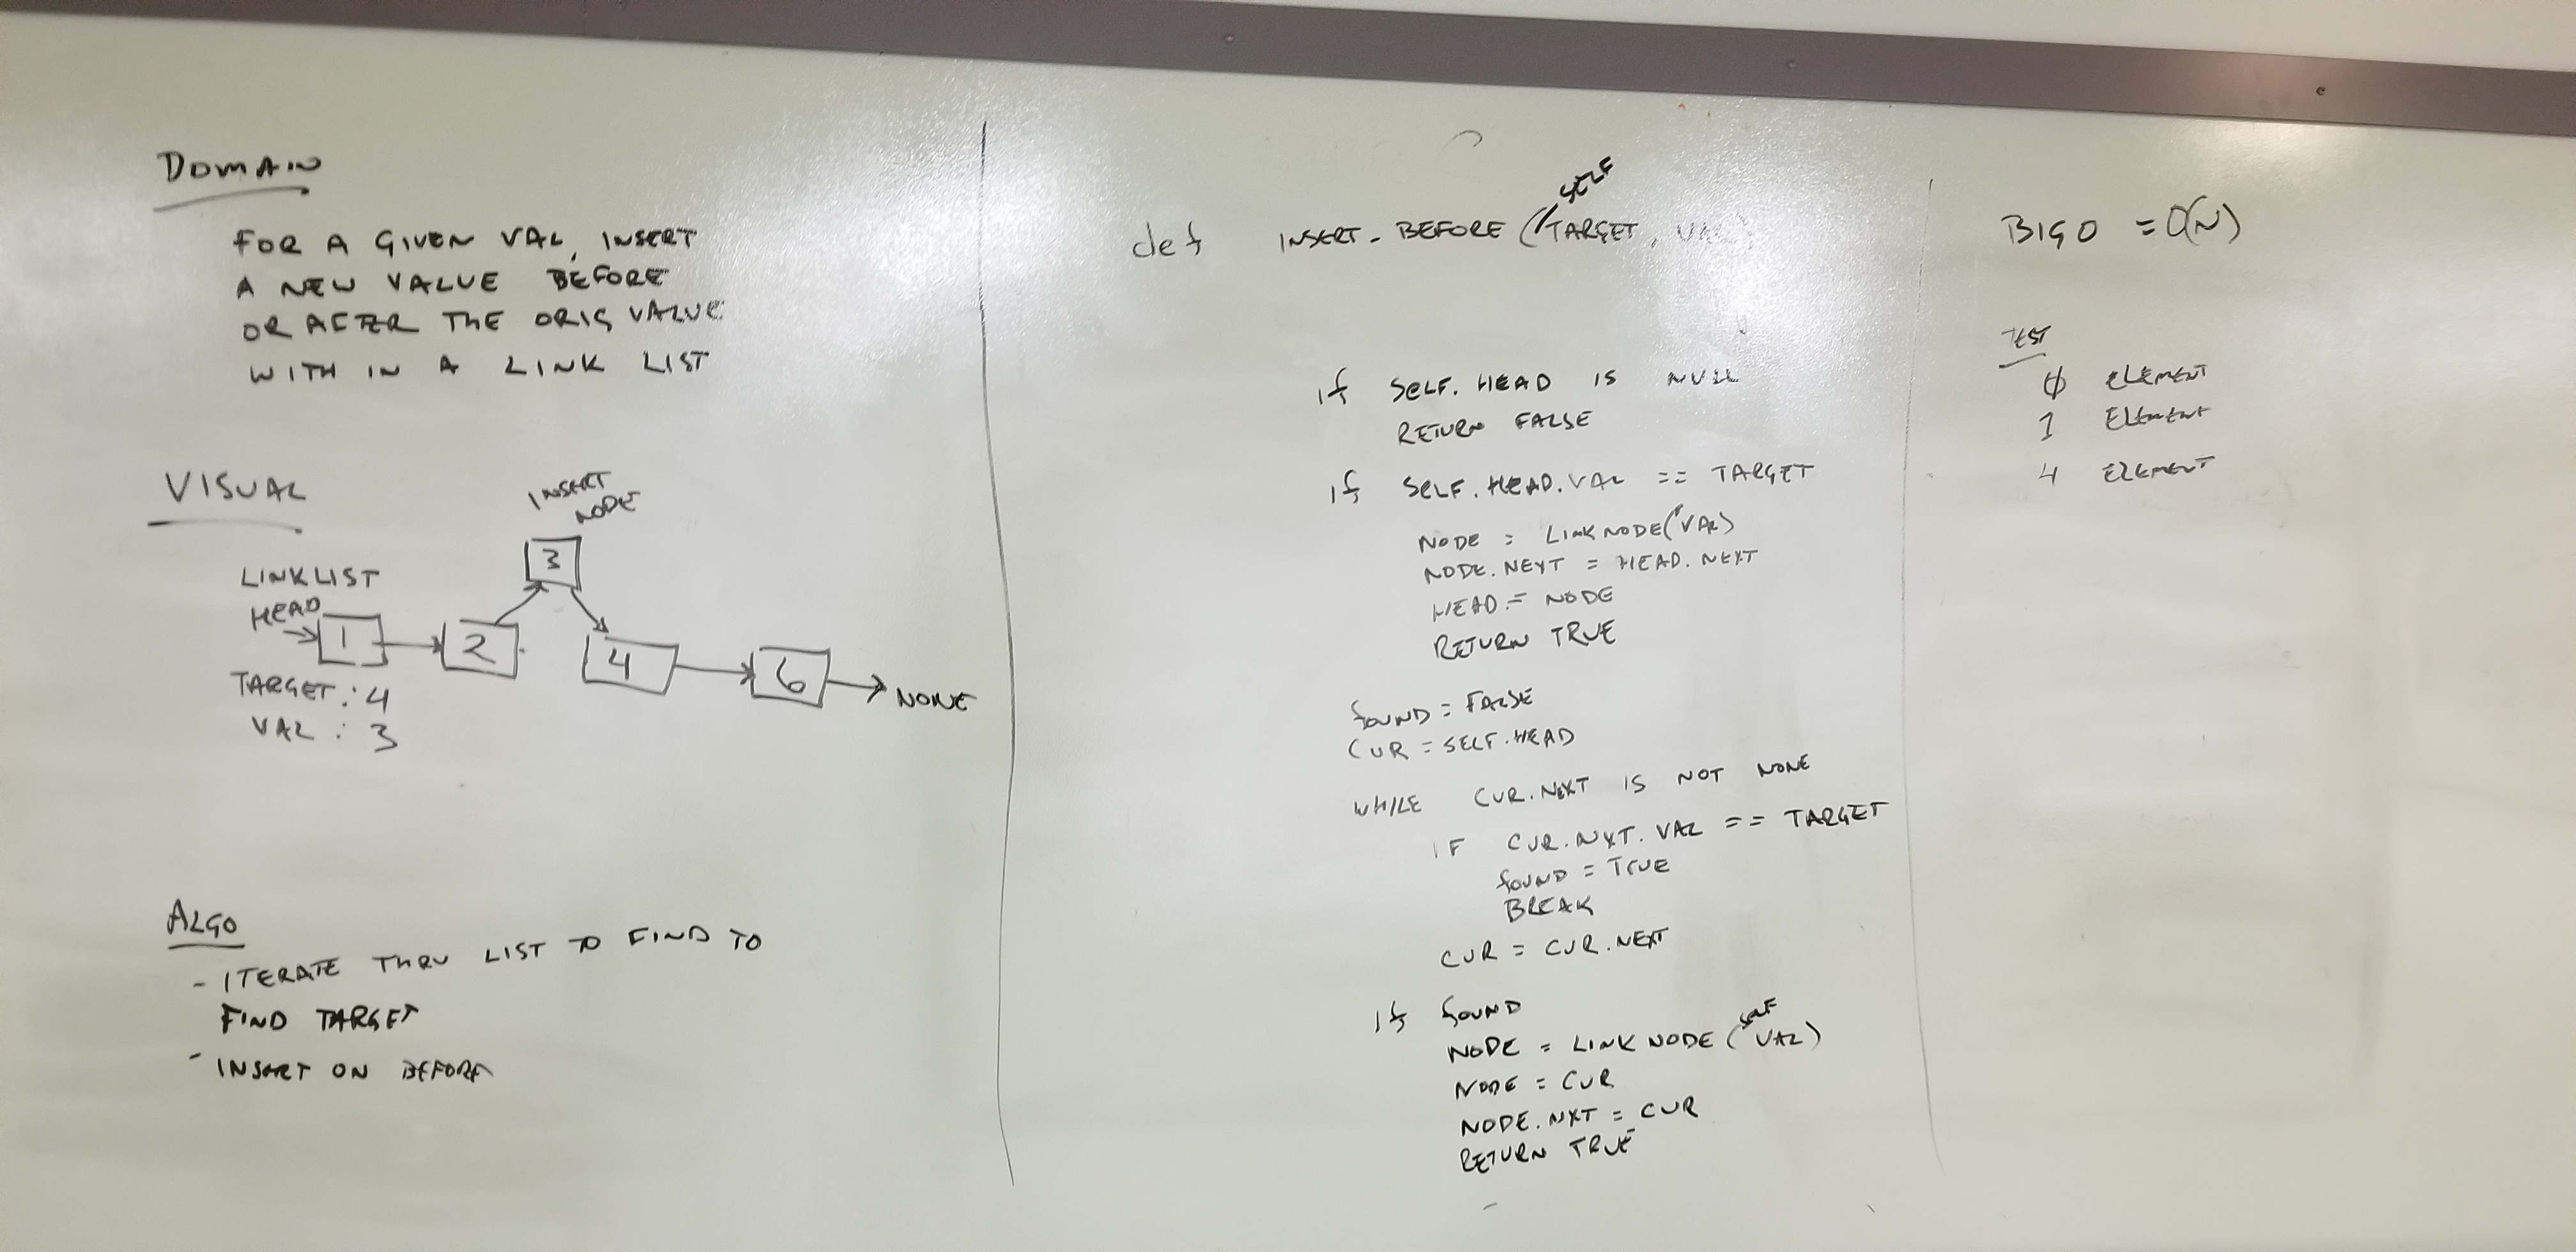 DOMAIN
FOR A GIVEN VAL, INSERT
A NEW VALUE BEFORE
OR AFTER THE ORIG VALUE
WITH IN A LINK LIST
VISUAL
INSERT
NODE
3
LINKLIST
HEAD
1
2
4
6
NONE
TARGET : 4
VAL : 3
ALGO
- ITERATE THRU LIST TO FIND TO
FIND TARGET
- INSERT ON BEFORE
SELF
def INSERT_BEFORE (TARGET, VAL)
if SELF.HEAD IS NULL
RETURN FALSE
if SELF.HEAD.VAL == TARGET
NODE = LINKNODE(VAL)
NODE.NEXT = HEAD.NEXT
HEAD = NODE
RETURN TRUE
FOUND = FALSE
CUR = SELF.HEAD
WHILE CUR.NEXT IS NOT NONE
IF CUR.NXT.VAL == TARGET
FOUND = TRUE
BREAK
CUR = CUR.NEXT
If FOUND
SELF
NODE = LINKNODE (VAL)
NODE = CUR
NODE.NXT = CUR
RETURN TRUE
BIGO = O(N)
TEST
0 ELEMENT
1 ELEMENT
4 ELEMENT